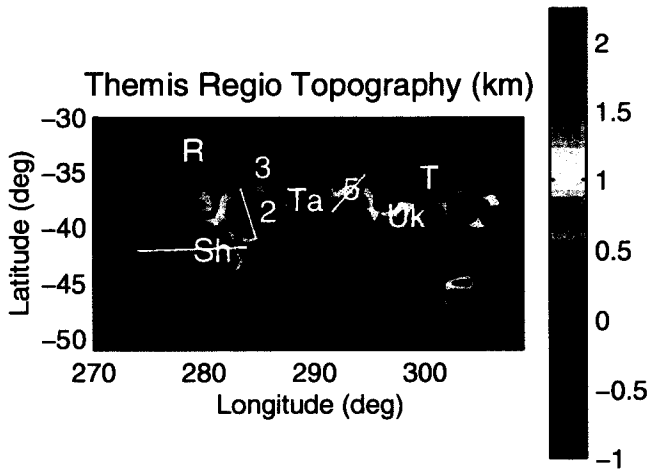 Themis Regio Topography (km)
2
1.5
1
0.5
0
−0.5
−1
−30
−35
−40
−45
−50
Latitude (deg)
R
3
T
5
Ta
2
Uk
Sh
270
280
290
300
Longitude (deg)